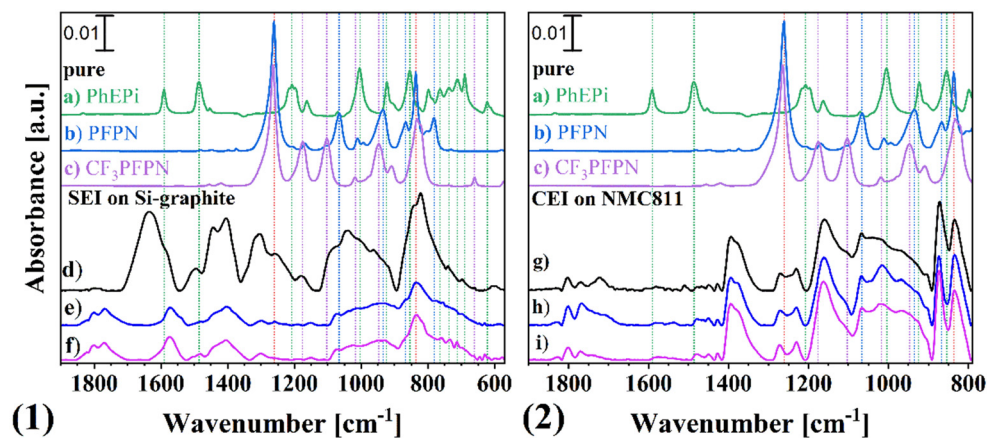 0.01
pure
a) PhEPi
b) PFPN
c) CF₃PFPN
SEI on Si-graphite
d)
e)
f)
1800 1600 1400 1200 1000 800 600
Wavenumber [cm⁻¹]
Absorbance [a.u.]
(1)
0.01
pure
a) PhEPi
b) PFPN
c) CF₃PFPN
CEI on NMC811
g)
h)
i)
1800 1600 1400 1200 1000 800
Wavenumber [cm⁻¹]
(2)